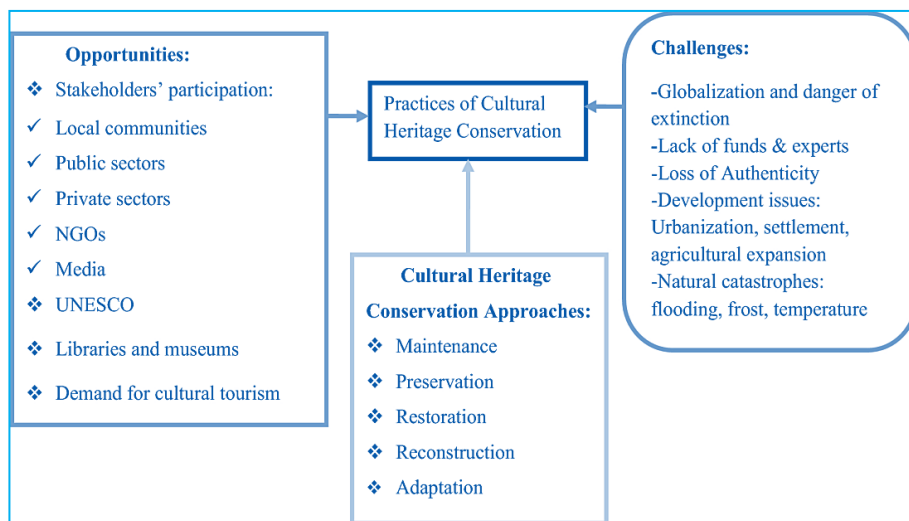 Opportunities:
❖ Stakeholders’ participation:
✓ Local communities
✓ Public sectors
✓ Private sectors
✓ NGOs
✓ Media
❖ UNESCO
❖ Libraries and museums
❖ Demand for cultural tourism
Practices of Cultural
Heritage Conservation
Challenges:
-Globalization and danger of
extinction
-Lack of funds & experts
-Loss of Authenticity
-Development issues:
Urbanization, settlement,
agricultural expansion
-Natural catastrophes:
flooding, frost, temperature
Cultural Heritage
Conservation Approaches:
❖ Maintenance
❖ Preservation
❖ Restoration
❖ Reconstruction
❖ Adaptation